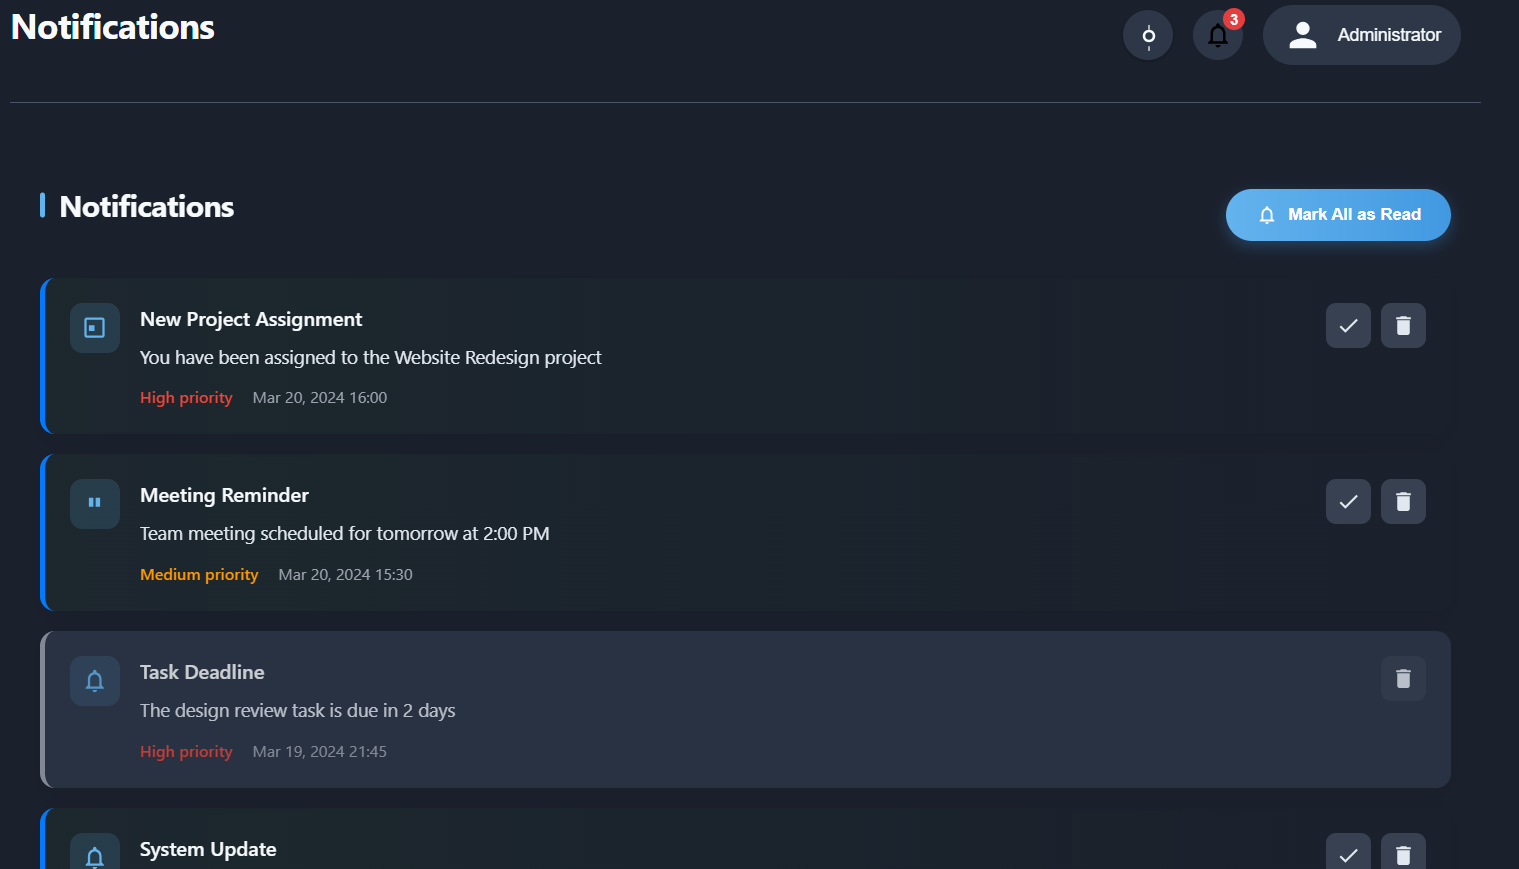 Notifications
3
Administrator
Notifications
Mark All as Read
New Project Assignment
You have been assigned to the Website Redesign project
High priority Mar 20, 2024 16:00
Meeting Reminder
Team meeting scheduled for tomorrow at 2:00 PM
Medium priority Mar 20, 2024 15:30
Task Deadline
The design review task is due in 2 days
High priority Mar 19, 2024 21:45
System Update